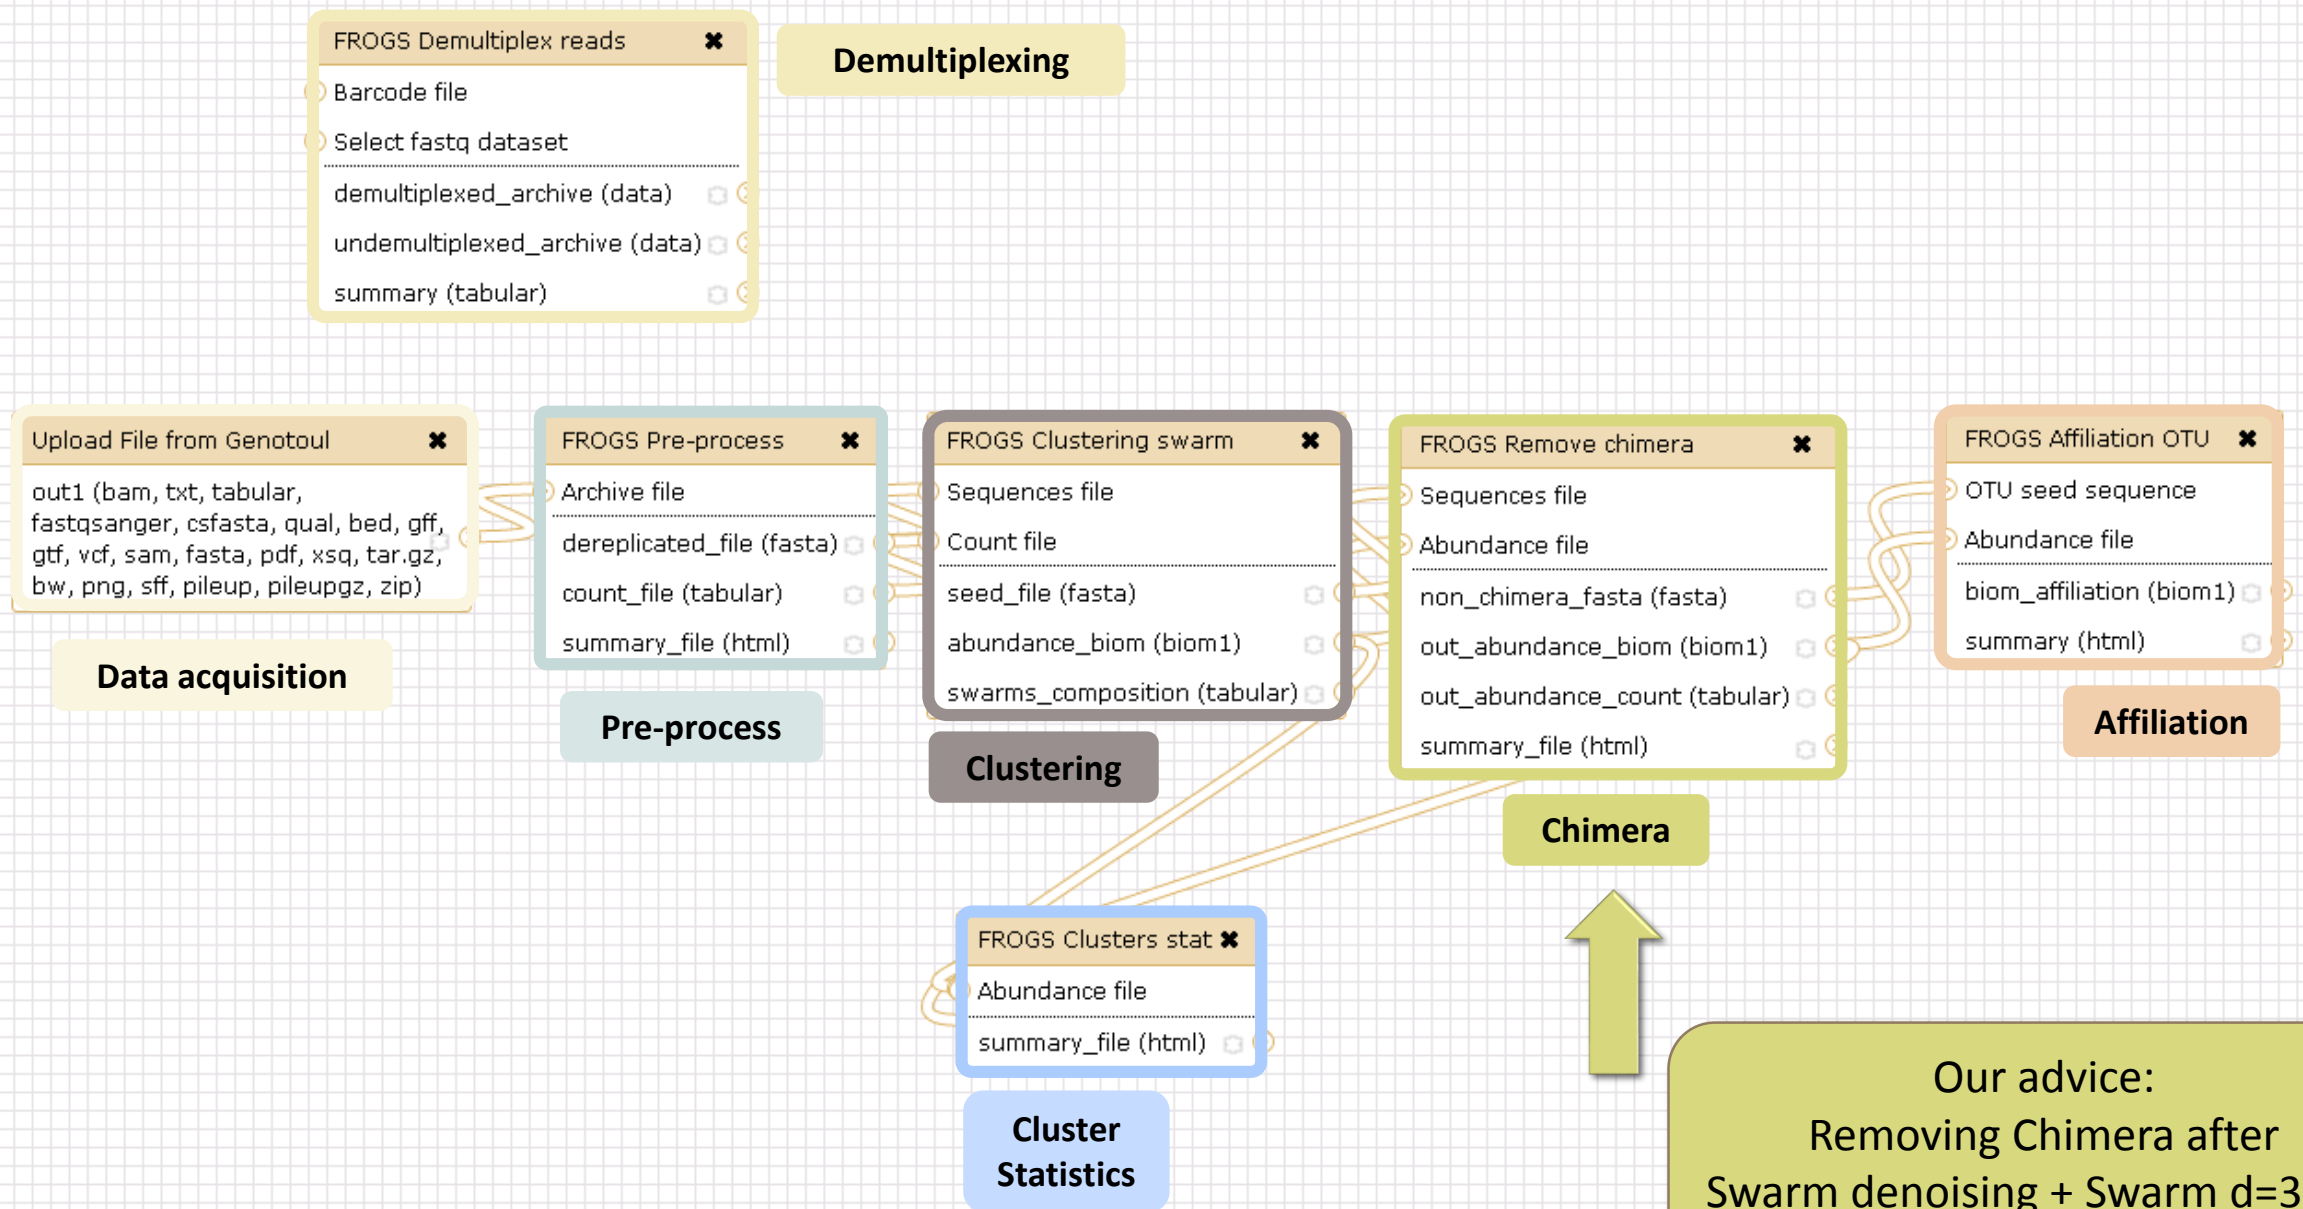 FROGS Demultiplex reads ✖
Barcode file
Select fastq dataset
demultiplexed_archive (data)
undemultiplexed_archive (data)
summary (tabular)
Demultiplexing
Upload File from Genotoul ✖
out1 (bam, txt, tabular,
fastqsanger, csfasta, qual, bed, gff,
gtf, vcf, sam, fasta, pdf, xsq, tar.gz,
bw, png, sff, pileup, pileupgz, zip)
Data acquisition
FROGS Pre-process ✖
Archive file
dereplicated_file (fasta)
count_file (tabular)
summary_file (html)
Pre-process
FROGS Clustering swarm ✖
Sequences file
Count file
seed_file (fasta)
abundance_biom (biom1)
swarms_composition (tabular)
Clustering
FROGS Remove chimera ✖
Sequences file
Abundance file
non_chimera_fasta (fasta)
out_abundance_biom (biom1)
out_abundance_count (tabular)
summary_file (html)
Chimera
FROGS Affiliation OTU ✖
OTU seed sequence
Abundance file
biom_affiliation (biom1)
summary (html)
Affiliation
FROGS Clusters stat ✖
Abundance file
summary_file (html)
Cluster
Statistics
Our advice:
Removing Chimera after
Swarm denoising + Swarm d=3